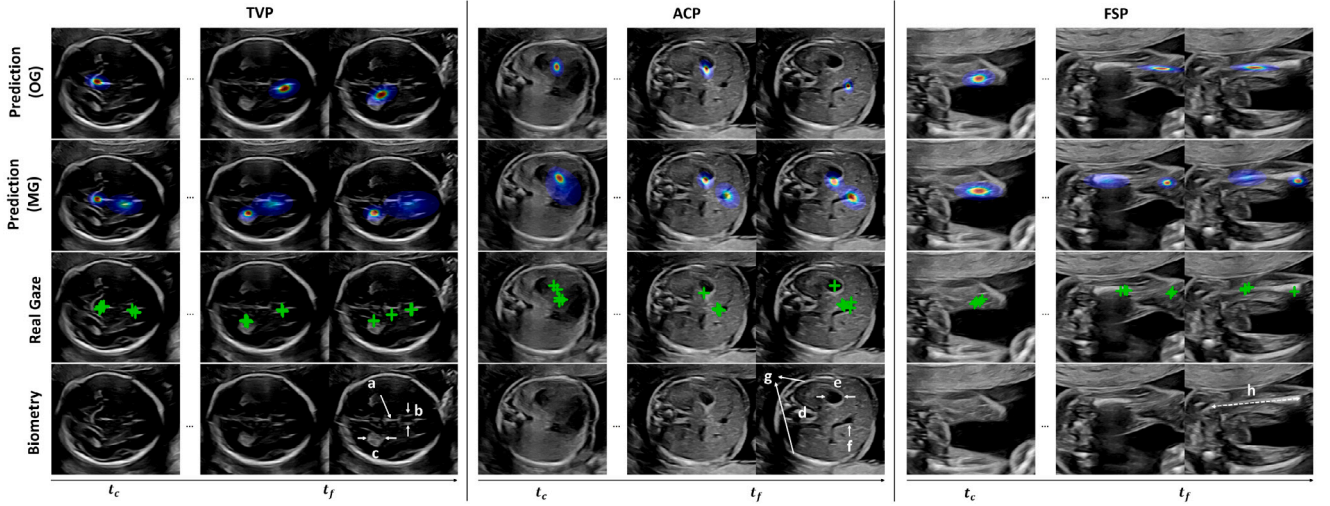 TVP ACP FSP
Prediction (OG)
... ... ...
Prediction (MG)
... ... ...
Real Gaze
... ... ...
Biometry
a b c
g e d f
h
... ... ...
t_c t_f t_c t_f t_c t_f